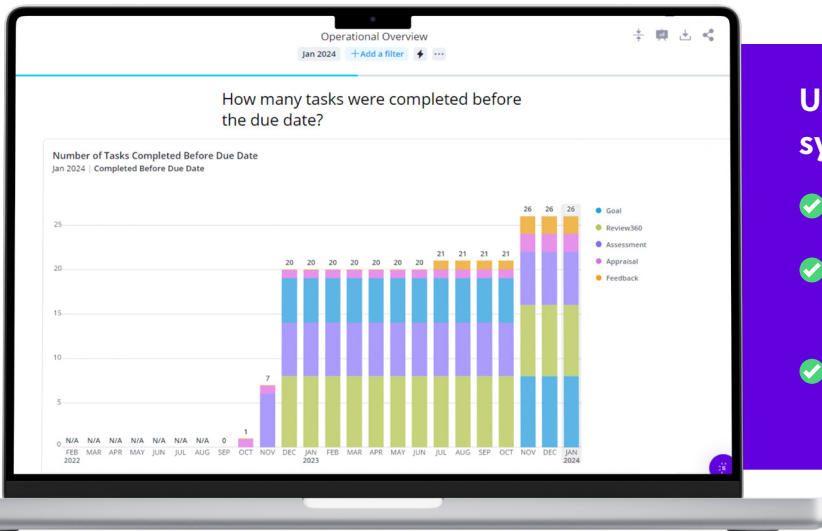 Operational Overview
Jan 2024 +Add a filter ...
How many tasks were completed before
the due date?
Number of Tasks Completed Before Due Date
Jan 2024 | Completed Before Due Date
26 26 26
Goal
Review360
Assessment
Appraisal
Feedback
25
21 21 21 21
20 20 20 20 20 20 20
20
15
10
7
5
1
0 N/A N/A N/A N/A N/A N/A N/A 0
FEB MAR APR MAY JUN JUL AUG SEP OCT NOV DEC JAN FEB MAR APR MAY JUN JUL AUG SEP OCT NOV DEC JAN
2022 2023 2024
U
sy